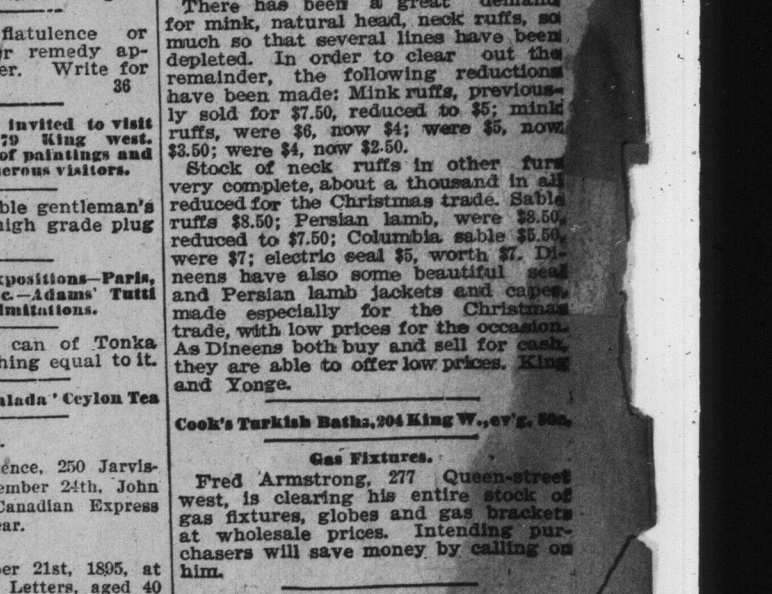 flatulence or
r remedy ap-
er. Write for
36
invited to visit
79 King west.
of paintings and
erous visitors.
ble gentleman's
igh grade plug
xpositions—Paris,
c.—Adams' Tutti
imitations.
can of Tonka
hing equal to it.
alada" Ceylon Tea
ence, 250 Jarvis-
ember 24th, John
Canadian Express
ear.
er 21st, 1895, at
Letters, aged 40
There has been a great demand
for mink, natural head, neck ruffs, so
much so that several lines have been
depleted. In order to clear out the
remainder, the following reductions
have been made: Mink ruffs, previous-
ly sold for $7.50, reduced to $5; mink
ruffs, were $6, now $4; were $5, now
$3.50; were $4, now $2.50.
Stock of neck ruffs in other furs
very complete, about a thousand in all
reduced for the Christmas trade. Sable
ruffs $8.50; Persian lamb, were $8.50,
reduced to $7.50; Columbia sable $5.50,
were $7; electric seal $5, worth $7. Di-
neens have also some beautiful seal
and Persian lamb jackets and capes,
made especially for the Christmas
trade, with low prices for the occasion.
As Dineens both buy and sell for cash,
they are able to offer low prices. King
and Yonge.
Cook's Turkish Baths, 204 King W., ev'g, 50c.
Gas Fixtures.
Fred Armstrong, 277 Queen-street
west, is clearing his entire stock of
gas fixtures, globes and gas brackets
at wholesale prices. Intending pur-
chasers will save money by calling on
him.